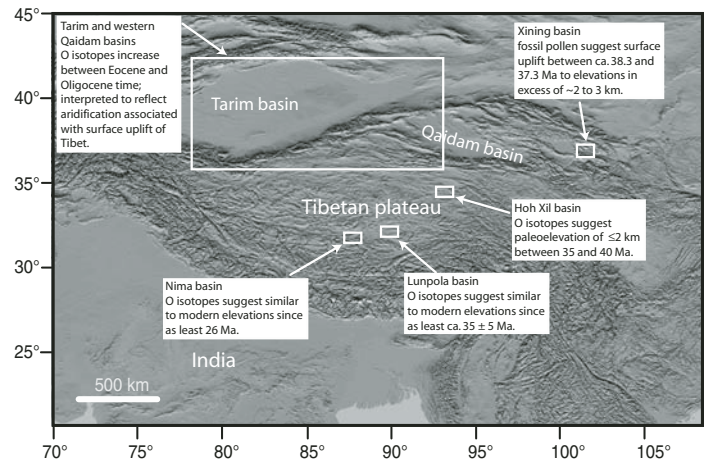 45°
40°
35°
30°
25°
Tarim and western
Qaidam basins
O isotopes increase
between Eocene and
Oligocene time;
interpreted to reflect
aridification associated
with surface uplift of
Tibet.
Xining basin
fossil pollen suggest surface
uplift between ca. 38.3 and
37.3 Ma to elevations in
excess of ~2 to 3 km.
Tarim basin
Qaidam basin
Tibetan plateau
Hoh Xil basin
O isotopes suggest
paleoelevation of ≤2 km
between 35 and 40 Ma.
Nima basin
O isotopes suggest similar
to modern elevations since
as least 26 Ma.
Lunpola basin
O isotopes suggest similar
to modern elevations since
as least ca. 35 ± 5 Ma.
India
500 km
70°
75°
80°
85°
90°
95°
100°
105°